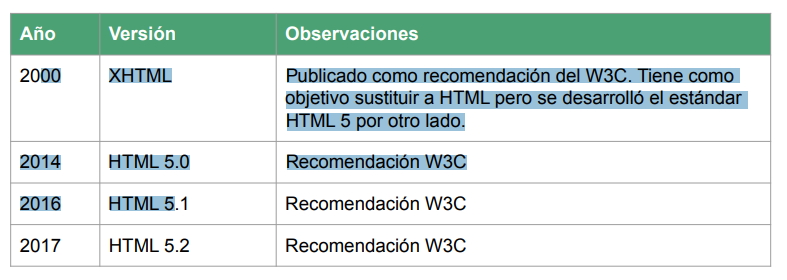 Año Versión Observaciones
2000 XHTML Publicado como recomendación del W3C. Tiene como
objetivo sustituir a HTML pero se desarrolló el estándar
HTML 5 por otro lado.
2014 HTML 5.0 Recomendación W3C
2016 HTML 5.1 Recomendación W3C
2017 HTML 5.2 Recomendación W3C